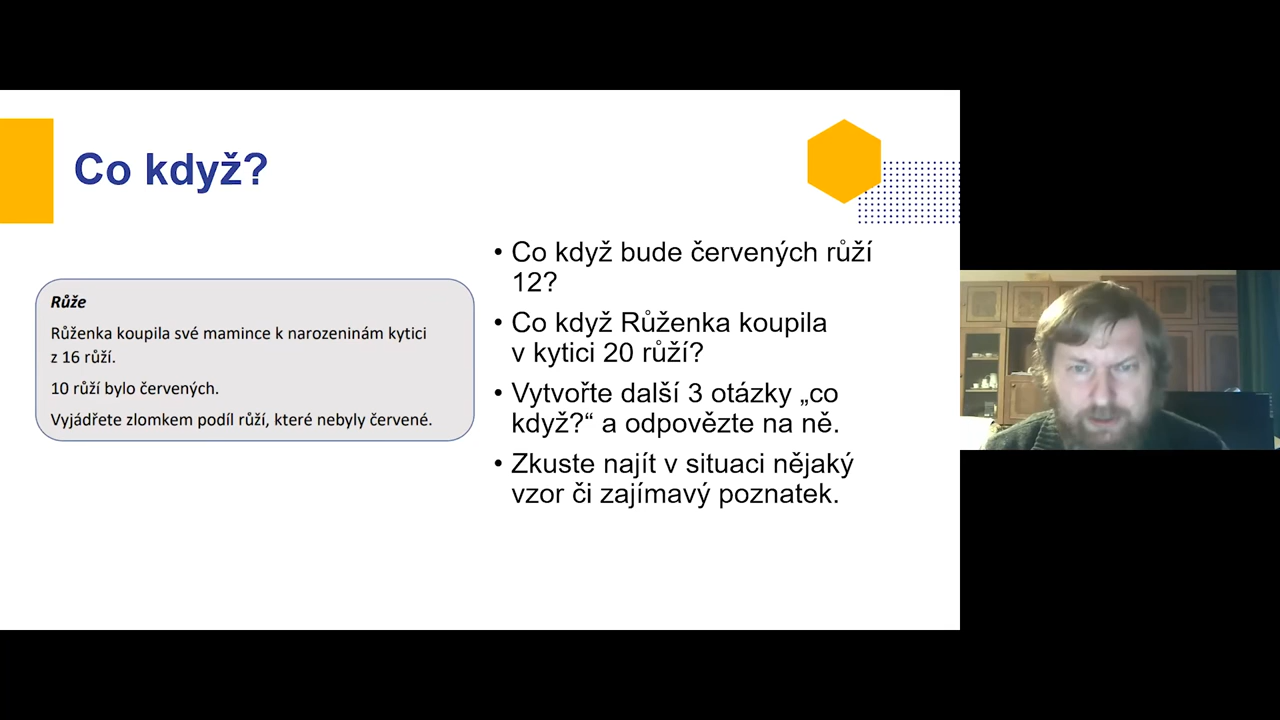 Co když?
Růže
Růženka koupila své mamince k narozeninám kytici
z 16 růží.
10 růží bylo červených.
Vyjádřete zlomkem podíl růží, které nebyly červené.
• Co když bude červených růží
12?
• Co když Růženka koupila
v kytici 20 růží?
• Vytvořte další 3 otázky „co
když?“ a odpovězte na ně.
• Zkuste najít v situaci nějaký
vzor či zajímavý poznatek.